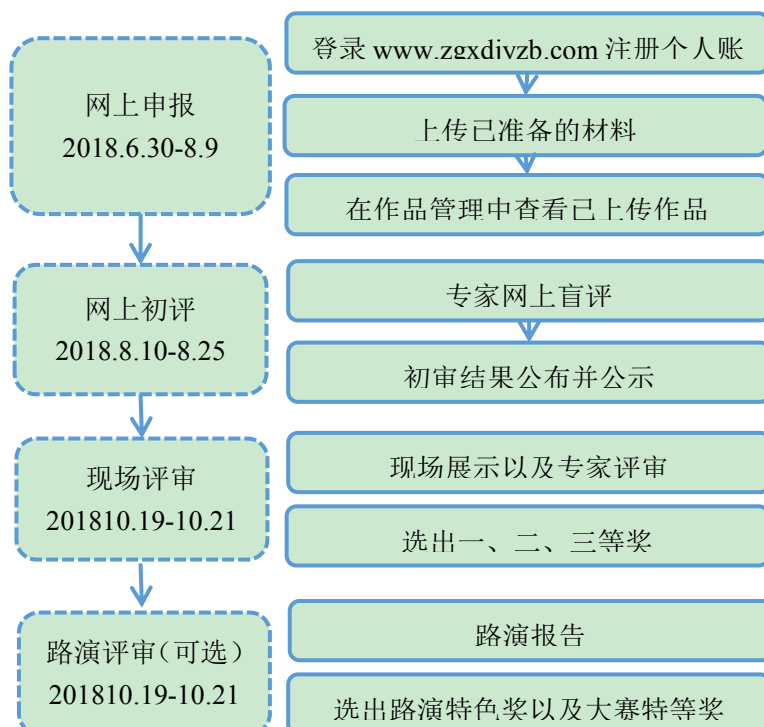 网上申报
2018.6.30-8.9
登录 www.zgxdjyzb.com 注册个人账
上传已准备的材料
在作品管理中查看已上传作品
网上初评
2018.8.10-8.25
专家网上盲评
初审结果公布并公示
现场评审
201810.19-10.21
现场展示以及专家评审
选出一、二、三等奖
路演评审（可选）
201810.19-10.21
路演报告
选出路演特色奖以及大赛特等奖